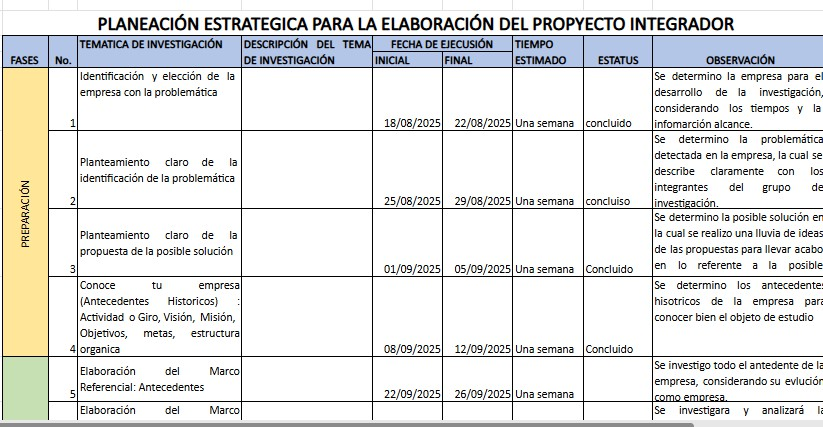 PLANEACIÓN ESTRATEGICA PARA LA ELABORACIÓN DEL PROPYECTO INTEGRADOR
FASES
No.
TEMATICA DE INVESTIGACIÓN
DESCRIPCIÓN DEL TEMA
DE INVESTIGACIÓN
FECHA DE EJECUSIÓN
INICIAL
FINAL
TIEMPO
ESTIMADO
ESTATUS
OBSERVACIÓN
PREPARACIÓN
1
Identificación y elección de la
empresa con la problemática
18/08/2025
22/08/2025
Una semana
concluido
Se determino la empresa para el
desarrollo de la investigación,
considerando los tiempos y la
infomarción alcance.
2
Planteamiento claro de la
identificación de la problemática
25/08/2025
29/08/2025
Una semana
concluiso
Se determino la problemática
detectada en la empresa, la cual se
describe claramente con los
integrantes del grupo de
investigación.
3
Planteamiento claro de la
propuesta de la posible solución
01/09/2025
05/09/2025
Una semana
Concluido
Se determino la posible solución en
la cual se realizo una lluvia de ideas
de las propuestas para llevar acabo
en lo referente a la posible
4
Conoce tu empresa
(Antecedentes Historicos) :
Actividad o Giro, Visión, Misión,
Objetivos, metas, estructura
organica
08/09/2025
12/09/2025
Una semana
Concluido
Se determino los antecedentes
hisotricos de la empresa para
conocer bien el objeto de estudio
5
Elaboración del Marco
Referencial: Antecedentes
22/09/2025
26/09/2025
Una semana
Se investigo todo el antedente de la
empresa, considerando su evlución
como empresa.
Elaboración del Marco
Se investigara y analizará la